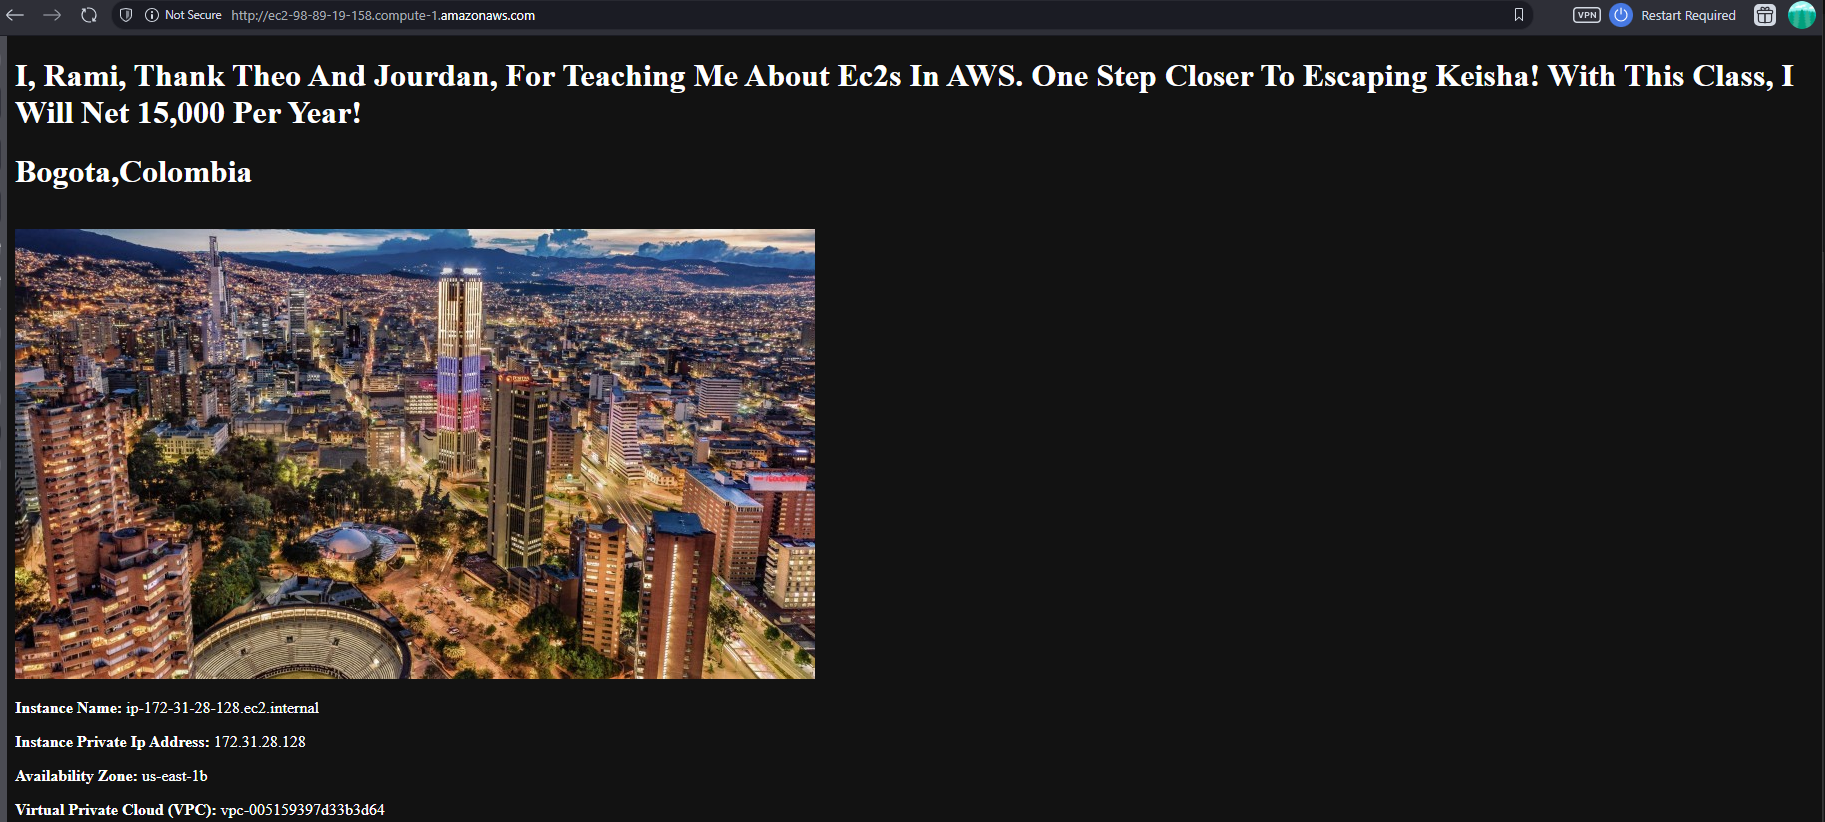 Not Secure http://ec2-98-89-19-158.compute-1.amazonaws.com VPN Restart Required
I, Rami, Thank Theo And Jourdan, For Teaching Me About Ec2s In AWS. One Step Closer To Escaping Keisha! With This Class, I
Will Net 15,000 Per Year!
Bogota,Colombia
Instance Name: ip-172-31-28-128.ec2.internal
Instance Private Ip Address: 172.31.28.128
Availability Zone: us-east-1b
Virtual Private Cloud (VPC): vpc-005159397d33b3d64